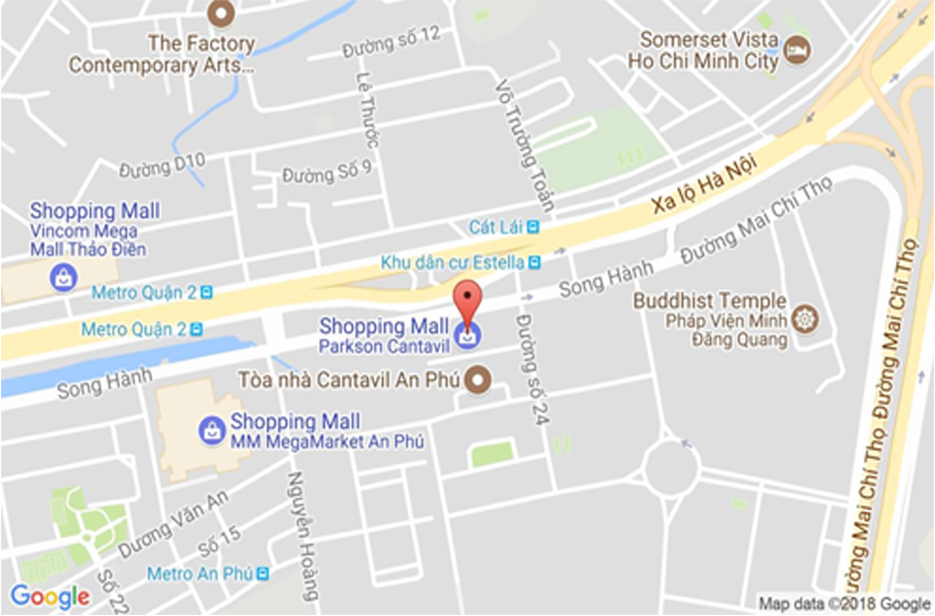 The Factory
Contemporary Arts...
Đường số 12
Somerset Vista
Ho Chi Minh City
Lê Thước
Võ Trường Toản
Đường D10
Đường Số 9
Xa lộ Hà Nội
Đường Mai Chí Thọ
Shopping Mall
Vincom Mega
Mall Thảo Điền
Cát Lái
Khu dân cư Estella
Metro Quận 2
Song Hành
Buddhist Temple
Pháp Viện Minh
Đăng Quang
Metro Quận 2
Shopping Mall
Parkson Cantavil
Đường số 24
Đường Mai Chí Thọ
Song Hành
Tòa nhà Cantavil An Phú
Shopping Mall
MM MegaMarket An Phú
Đường Mai Chí Thọ
Nguyễn Hoàng
Dương Văn An
Số 15
Metro An Phú
Số 22
Google
Map data ©2018 Google